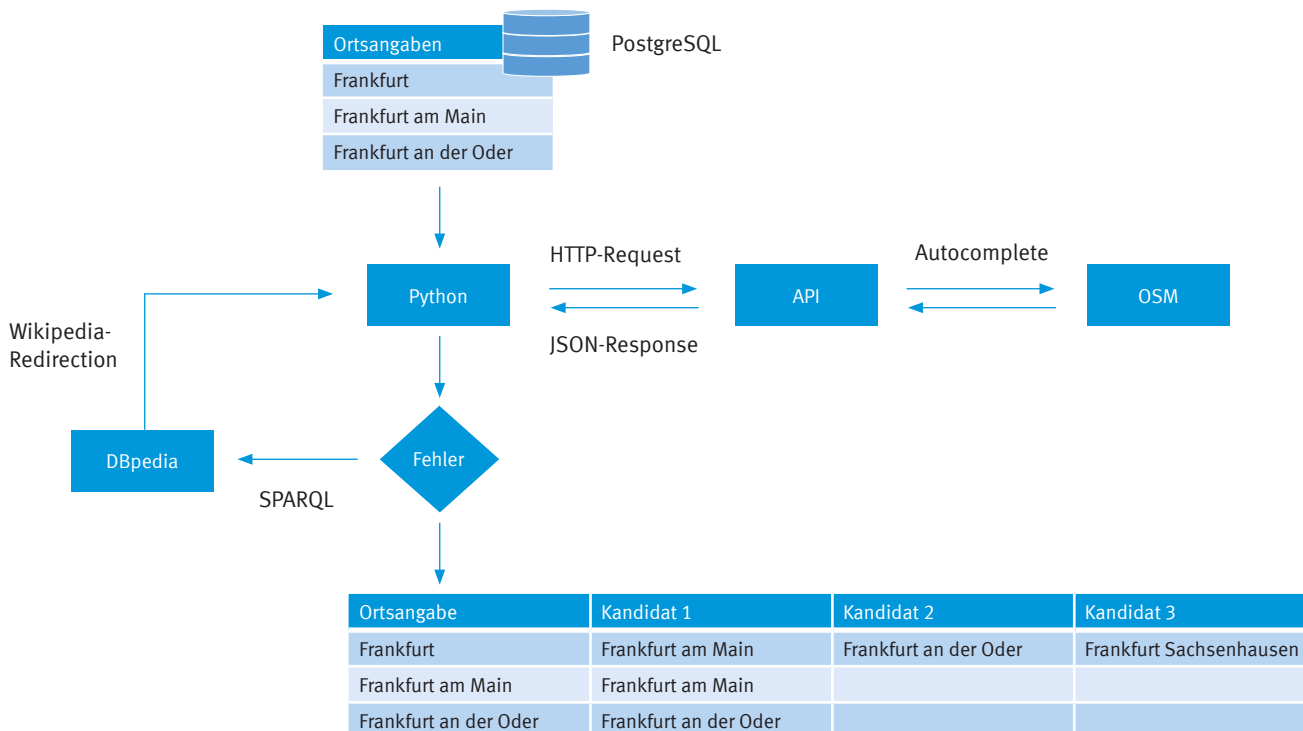 Ortsangaben
PostgreSQL
Frankfurt
Frankfurt am Main
Frankfurt an der Oder
HTTP-Request
Autocomplete
Python
API
OSM
Wikipedia-
Redirection
JSON-Response
DBpedia
Fehler
SPARQL
Ortsangabe Kandidat 1 Kandidat 2 Kandidat 3
Frankfurt Frankfurt am Main Frankfurt an der Oder Frankfurt Sachsenhausen
Frankfurt am Main Frankfurt am Main
Frankfurt an der Oder Frankfurt an der Oder